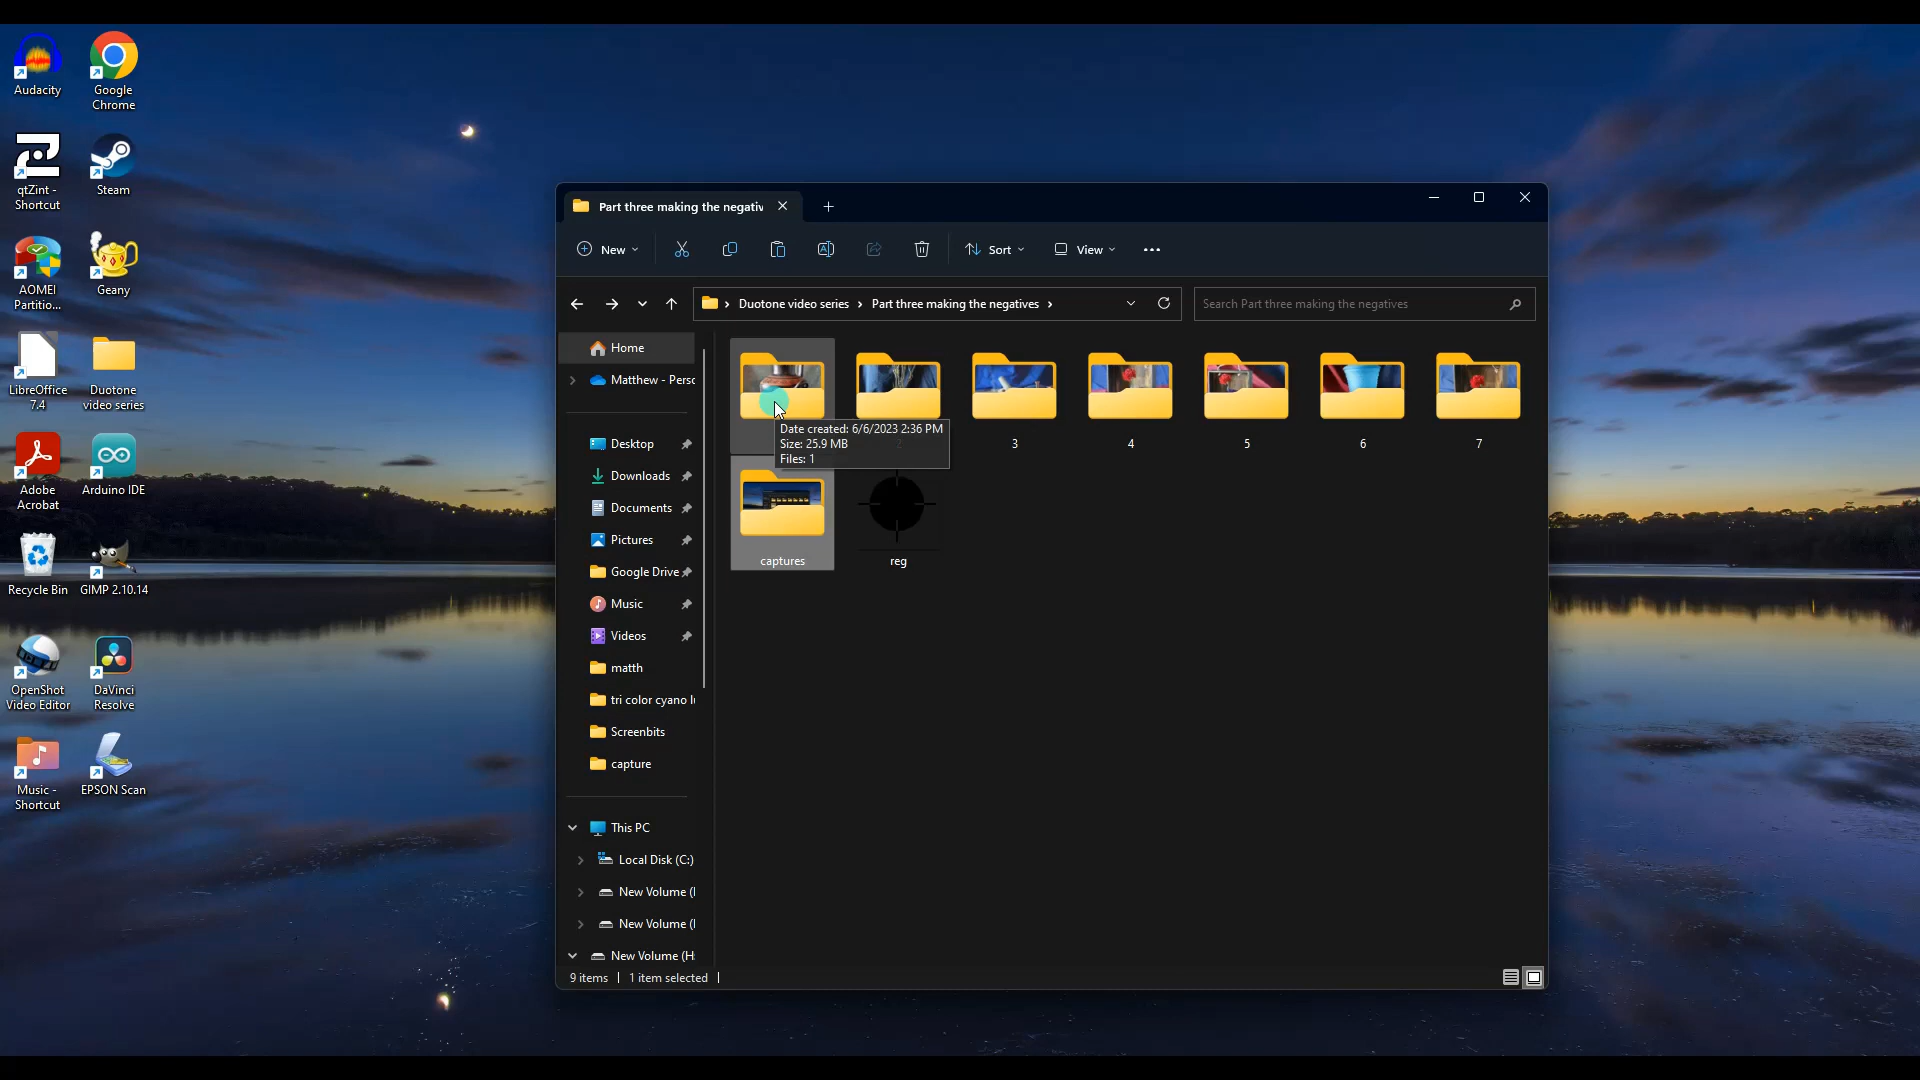 Audacity
Google
Chrome
qtZint -
Shortcut
Steam
AOMEI
Partitio...
Geany
LibreOffice
7.4
Duotone
video series
Adobe
Acrobat
Arduino IDE
Recycle Bin
GIMP 2.10.14
OpenShot
Video Editor
DaVinci
Resolve
Music -
Shortcut
EPSON Scan
Part three making the negativ
New
Sort
View
Duotone video series
Part three making the negatives
Search Part three making the negatives
Home
Matthew - Perso
Desktop
Downloads
Documents
Pictures
Google Drive
Music
Videos
matth
tri color cyano
Screenbits
capture
This PC
Local Disk (C:)
New Volume (
New Volume (
New Volume (H:
Date created: 6/6/2023 2:36 PM
Size: 25.9 MB
Files: 1
2
3
4
5
6
7
captures
reg
9 items
1 item selected